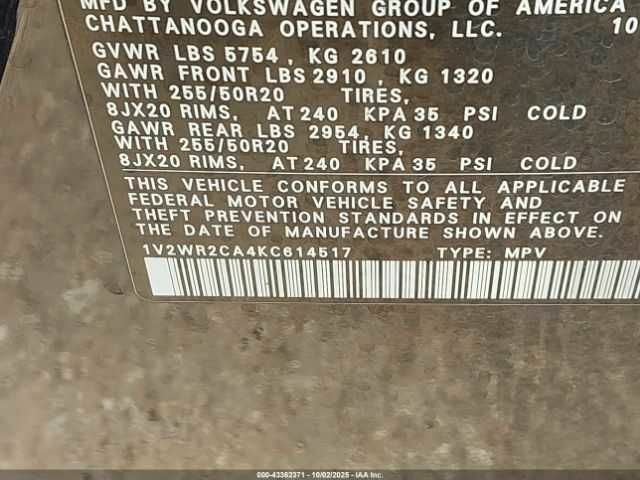 MFD BY VOLKSWAGEN GROUP OF AMERICA
CHATTANOOGA OPERATIONS, LLC. 10
GVWR LBS 5754, KG 2610
GAWR FRONT LBS 2910, KG 1320
WITH 255/50R20 TIRES,
8JX20 RIMS, AT 240 KPA 35 PSI COLD
GAWR REAR LBS 2954, KG 1340
WITH 255/50R20 TIRES,
8JX20 RIMS, AT 240 KPA 35 PSI COLD
THIS VEHICLE CONFORMS TO ALL APPLICABLE
FEDERAL MOTOR VEHICLE SAFETY AND
THEFT PREVENTION STANDARDS IN EFFECT ON
THE DATE OF MANUFACTURE SHOWN ABOVE.
1V2WR2CA4KC614517 TYPE: MPV
000-43362371 - 10/02/2025 - IAA Inc.